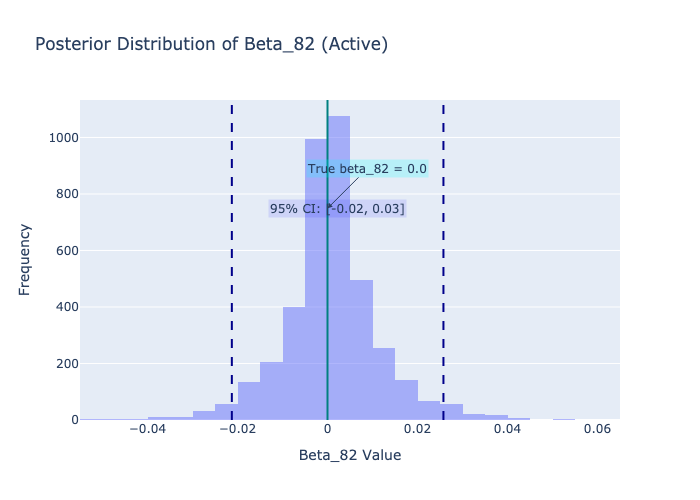 Posterior Distribution of Beta_82 (Active)
1000
True beta_82 = 0.0
800
95% CI: [-0.02, 0.03]
600
Frequency
400
200
0
−0.04
−0.02
0
0.02
0.04
0.06
Beta_82 Value